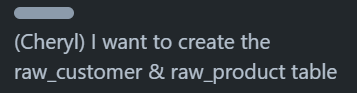 (Cheryl) I want to create the
raw_customer & raw_product table